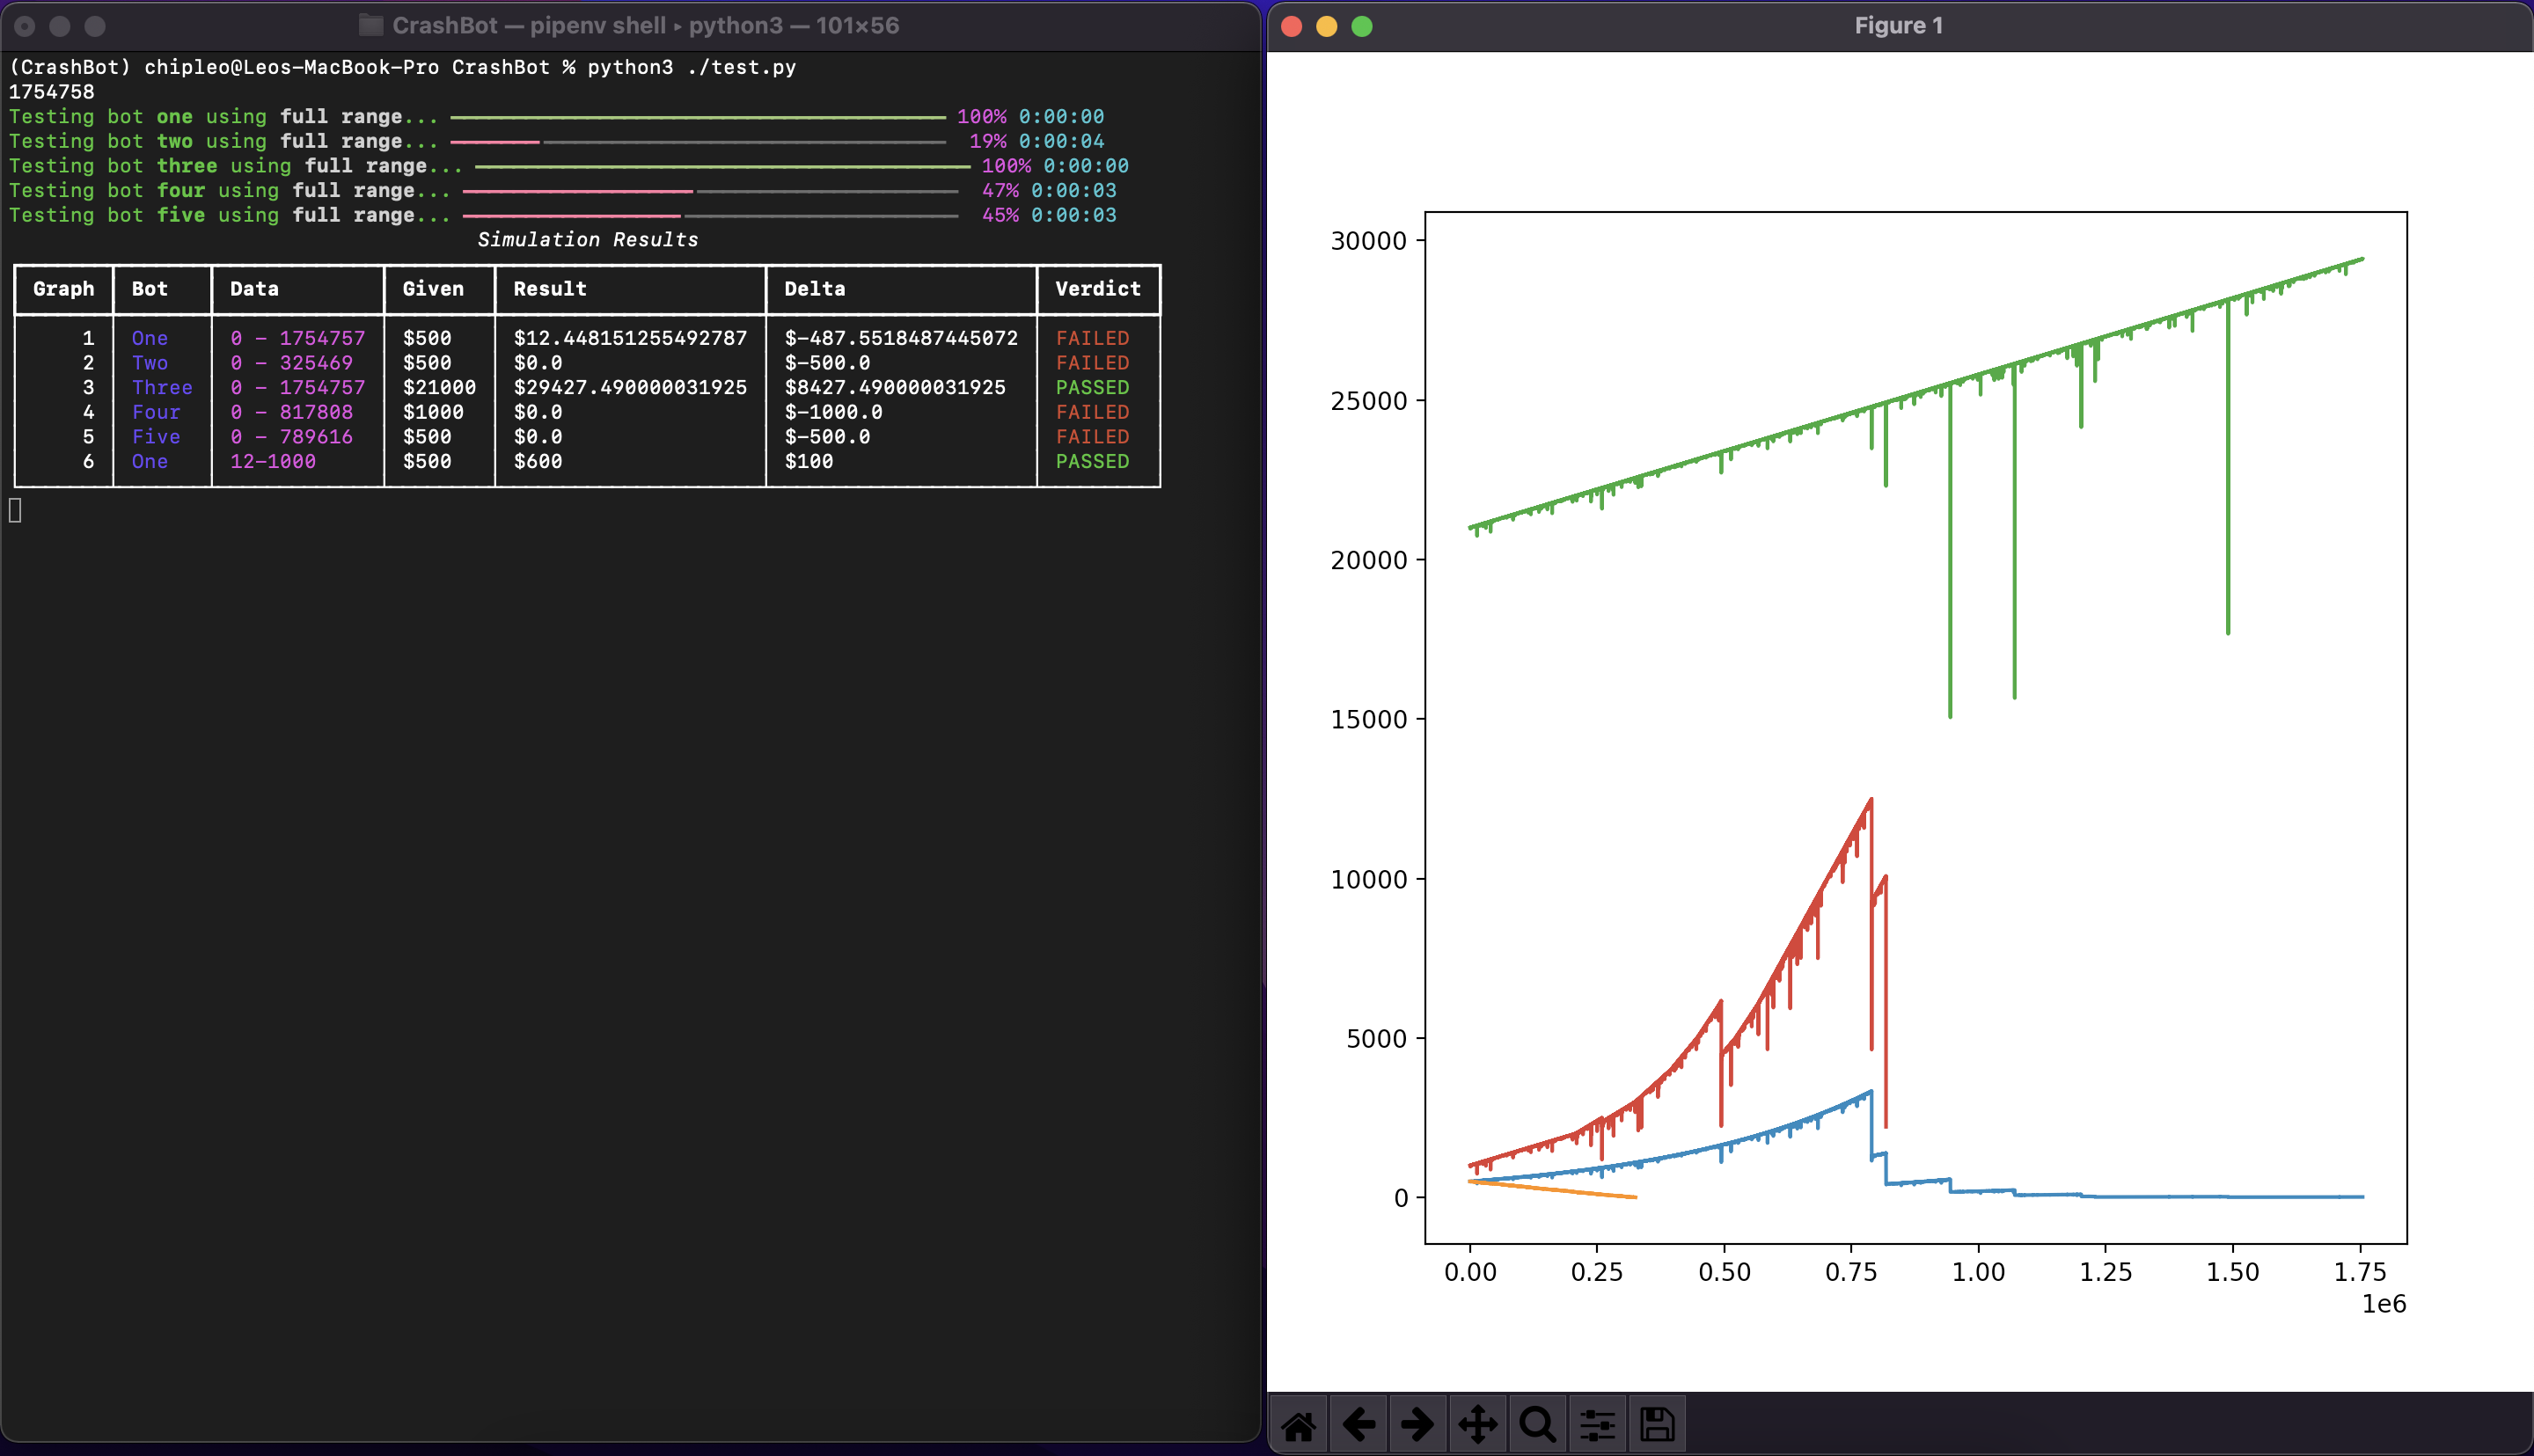 CrashBot — pipenv shell ▸ python3 — 101×56
(CrashBot) chipleo@Leos-MacBook-Pro CrashBot % python3 ./test.py
1754758
Testing bot one using full range... 100% 0:00:00
Testing bot two using full range... 19% 0:00:04
Testing bot three using full range... 100% 0:00:00
Testing bot four using full range... 47% 0:00:03
Testing bot five using full range... 45% 0:00:03
Simulation Results
Graph Bot Data Given Result Delta Verdict
1 One 0 - 1754757 $500 $12.448151255492787 $-487.5518487445072 FAILED
2 Two 0 - 325469 $500 $0.0 $-500.0 FAILED
3 Three 0 - 1754757 $21000 $29427.490000031925 $8427.490000031925 PASSED
4 Four 0 - 817808 $1000 $0.0 $-1000.0 FAILED
5 Five 0 - 789616 $500 $0.0 $-500.0 FAILED
6 One 12-1000 $500 $600 $100 PASSED
Figure 1
30000
25000
20000
15000
10000
5000
0
0.00 0.25 0.50 0.75 1.00 1.25 1.50 1.75
1e6